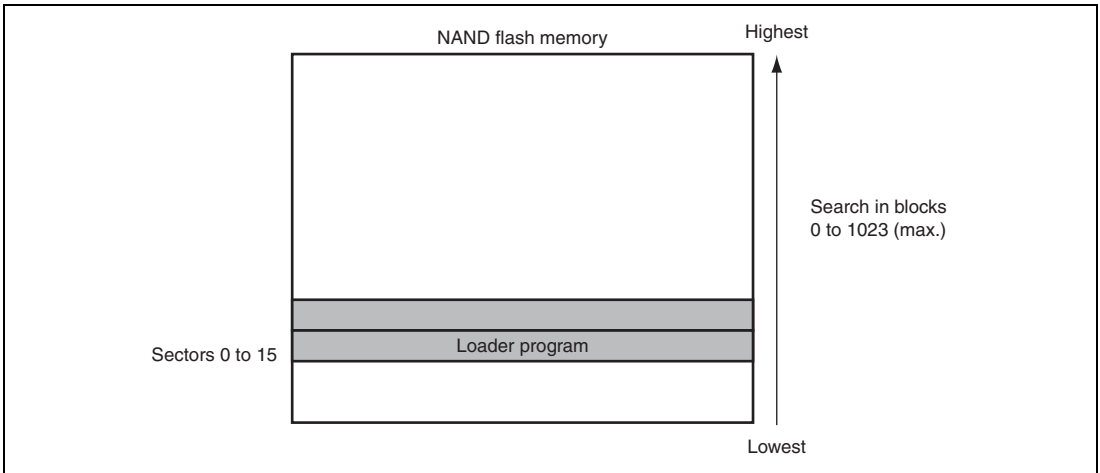 NAND flash memory
Highest
Search in blocks
0 to 1023 (max.)
Sectors 0 to 15
Loader program
Lowest